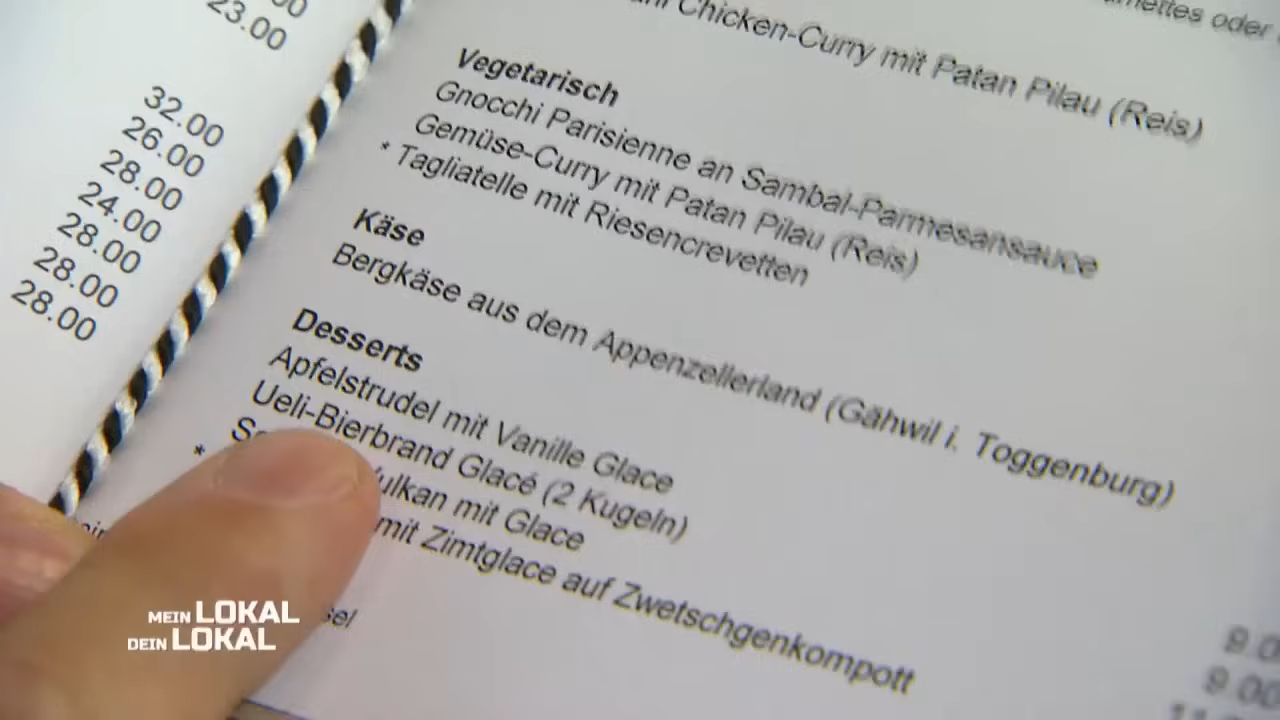 00
23.00
32.00
26.00
28.00
24.00
28.00
28.00
28.00
oder
Chicken-Curry mit Patan Pilau (Reis)
Vegetarisch
Gnocchi Parisienne an Sambal-Parmesansauce
Gemüse-Curry mit Patan Pilau (Reis)
* Tagliatelle mit Riesencrevetten
Käse
Bergkäse aus dem Appenzellerland (Gähwil i. Toggenburg)
Desserts
Apfelstrudel mit Vanille Glace
Ueli-Bierbrand Glacé (2 Kugeln)
mit Glace
* mit Zimtglace auf Zwetschgenkompott
9.0
9.00
MEIN LOKAL
DEIN LOKAL